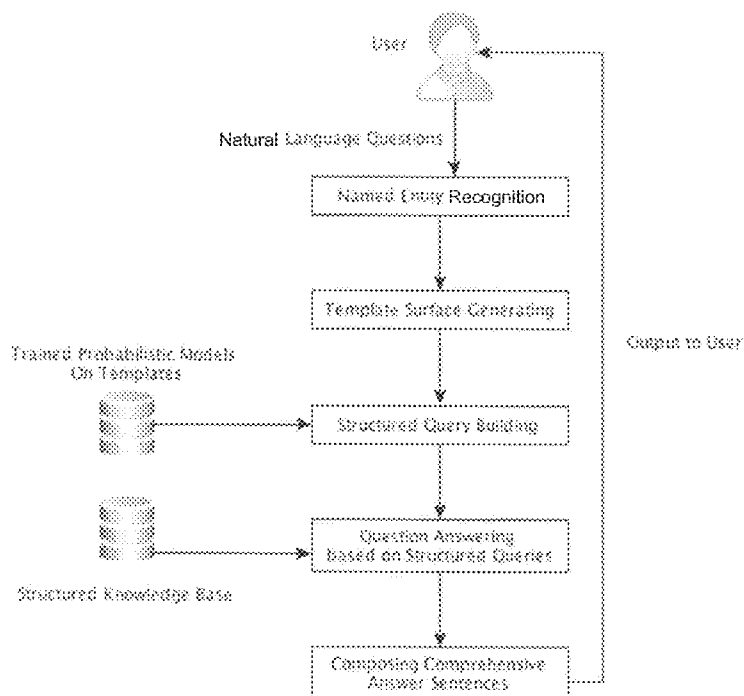 User
Natural Language Questions
Named Entity Recognition
Template Surface Generating
Output to User
Trained Probabilistic Models
On Templates
Structured Query Building
Question Answering
based on Structured Queries
Structured Knowledge Base
Composing Comprehensive
Answer Sentences